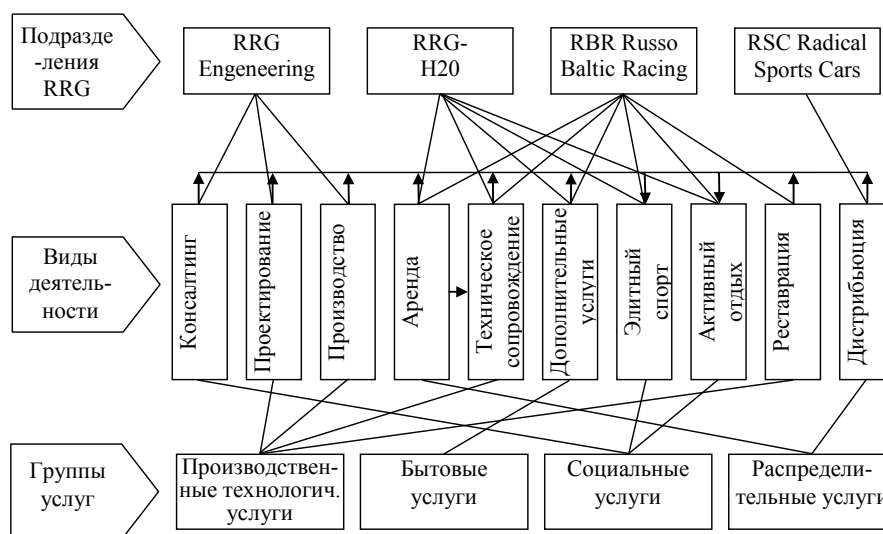 Подразде
-ления
RRG
RRG
Engeneering
RRG-
H20
RBR Russo
Baltic Racing
RSC Radical
Sports Cars
Виды
деятель-
ности
Консалтинг
Проектирование
Производство
Аренда
Техническое
сопровождение
Дополнительные
услуги
Элитный
спорт
Активный
отдых
Реставрация
Дистрибьюция
Группы
услуг
Производствен-
ные технологич.
услуги
Бытовые
услуги
Социальные
услуги
Распредели-
тельные услуги